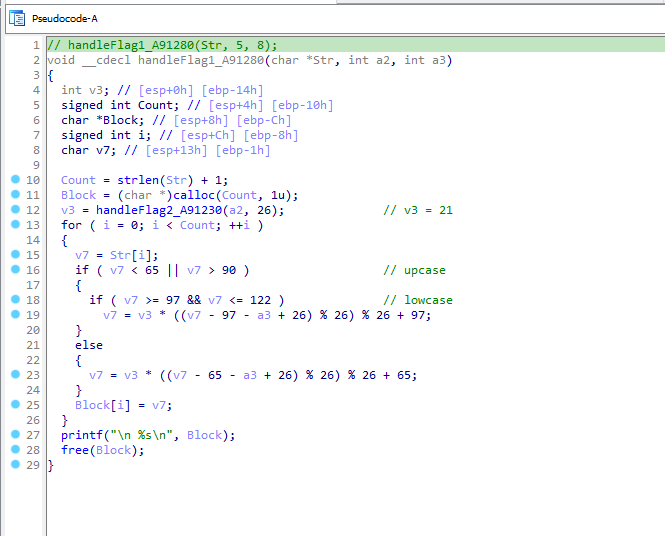 Pseudocode-A
1 // handleFlag1_A91280(Str, 5, 8);
2 void __cdecl handleFlag1_A91280(char *Str, int a2, int a3)
3 {
4   int v3; // [esp+0h] [ebp-14h]
5   signed int Count; // [esp+4h] [ebp-10h]
6   char *Block; // [esp+8h] [ebp-Ch]
7   signed int i; // [esp+Ch] [ebp-8h]
8   char v7; // [esp+13h] [ebp-1h]
9
10   Count = strlen(Str) + 1;
11   Block = (char *)calloc(Count, 1u);
12   v3 = handleFlag2_A91230(a2, 26);              // v3 = 21
13   for ( i = 0; i < Count; ++i )
14   {
15     v7 = Str[i];
16     if ( v7 < 65 || v7 > 90 )                   // upcase
17     {
18       if ( v7 >= 97 && v7 <= 122 )              // lowcase
19         v7 = v3 * ((v7 - 97 - a3 + 26) % 26) % 26 + 97;
20     }
21     else
22     {
23       v7 = v3 * ((v7 - 65 - a3 + 26) % 26) % 26 + 65;
24     }
25     Block[i] = v7;
26   }
27   printf("\n %s\n", Block);
28   free(Block);
29 }